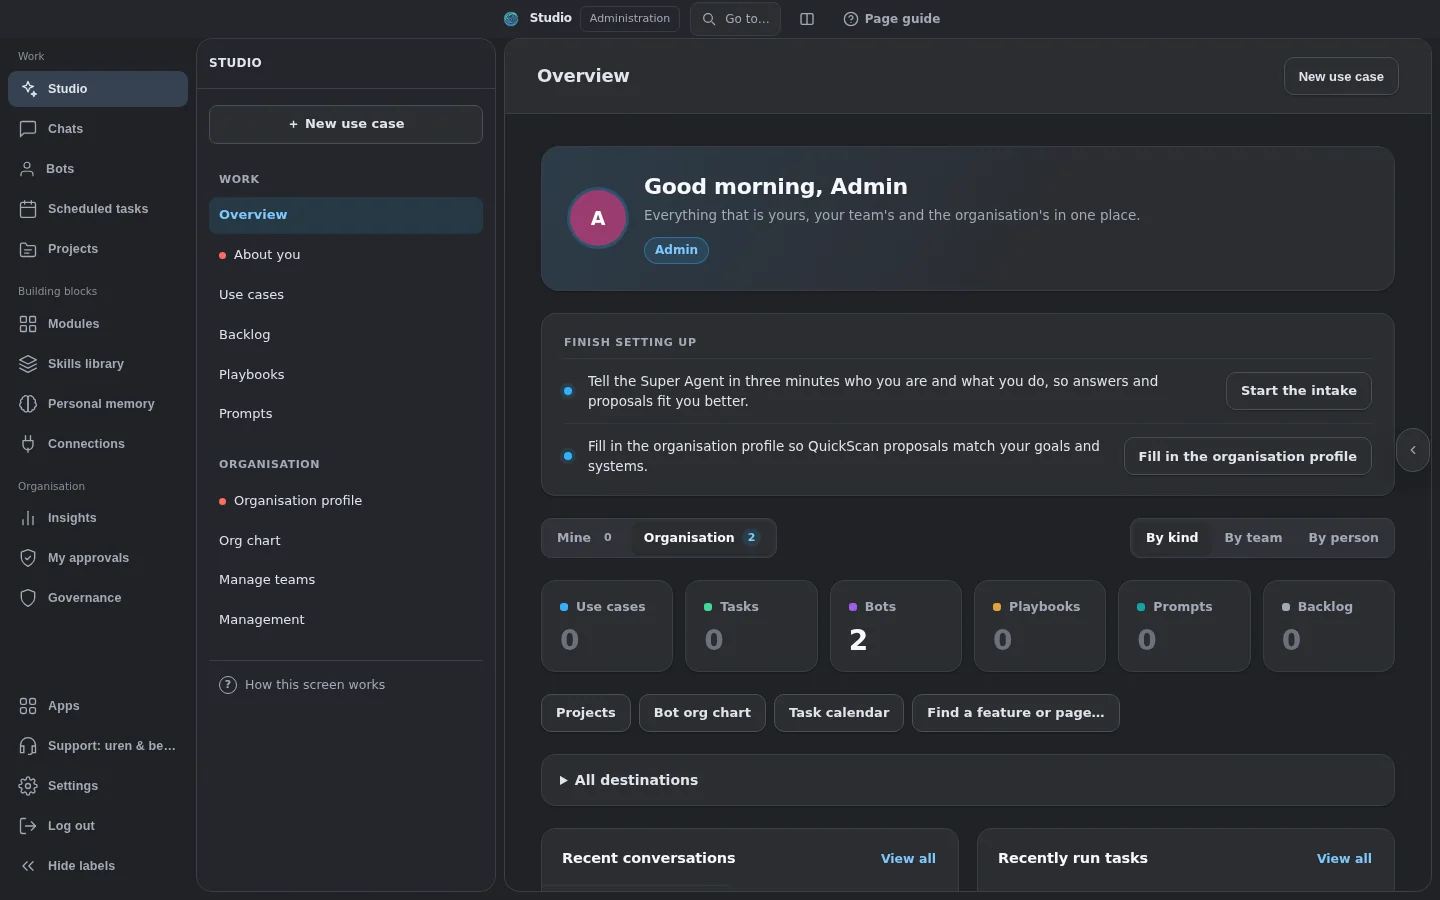 Studio
Administration
Go to...
Page guide
Work
Studio
Chats
Bots
Scheduled tasks
Projects
Building blocks
Modules
Skills library
Personal memory
Connections
Organisation
Insights
My approvals
Governance
Apps
Support: uren & be...
Settings
Log out
Hide labels
STUDIO
+ New use case
WORK
Overview
About you
Use cases
Backlog
Playbooks
Prompts
ORGANISATION
Organisation profile
Org chart
Manage teams
Management
? How this screen works
Overview
New use case
A
Good morning, Admin
Everything that is yours, your team's and the organisation's in one place.
Admin
FINISH SETTING UP
Tell the Super Agent in three minutes who you are and what you do, so answers and
proposals fit you better.
Start the intake
Fill in the organisation profile so QuickScan proposals match your goals and
systems.
Fill in the organisation profile
Mine 0
Organisation 2
By kind
By team
By person
Use cases
0
Tasks
0
Bots
2
Playbooks
0
Prompts
0
Backlog
0
Projects
Bot org chart
Task calendar
Find a feature or page...
All destinations
Recent conversations
View all
Recently run tasks
View all